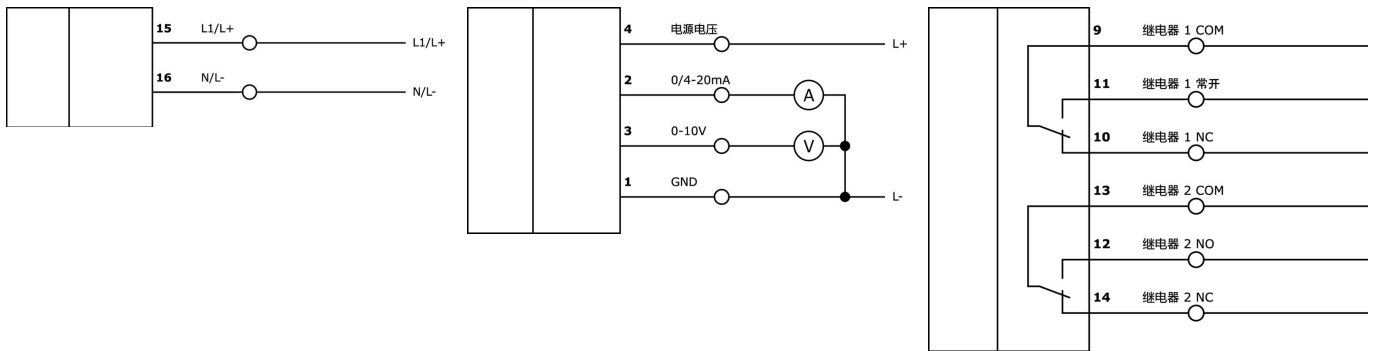 15 L1/L+ L1/L+
16 N/L- N/L-
4 电源电压 L+
2 0/4-20mA A
3 0-10V V
1 GND L-
9 继电器 1 COM
11 继电器 1 常开
10 继电器 1 NC
13 继电器 2 COM
12 继电器 2 NO
14 继电器 2 NC